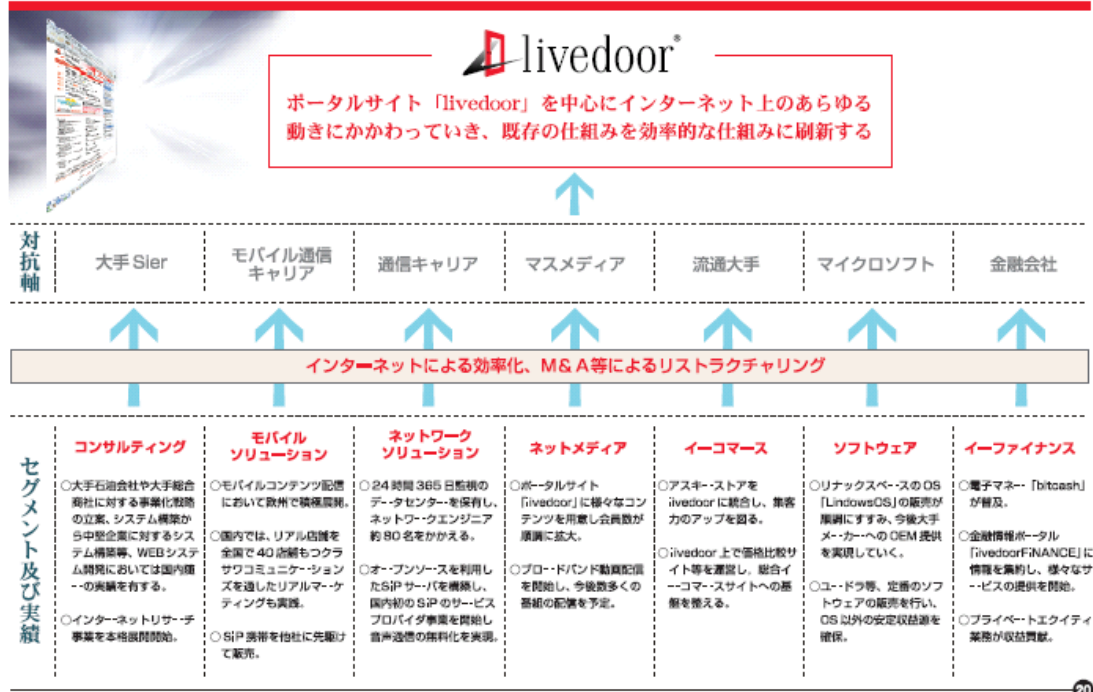 livedoor®
ポータルサイト「livedoor」を中心にインターネット上のあらゆる
動きにかかわっていき、既存の仕組みを効率的な仕組みに刷新する
対抗軸
大手 SIer
モバイル通信
キャリア
通信キャリア
マスメディア
流通大手
マイクロソフト
金融会社
インターネットによる効率化、M&A等によるリストラクチャリング
セグメント及び実績
コンサルティング
○大手石油会社や大手総合
商社に対する事業化戦略
の立案、システム構築か
ら中堅企業に対するシス
テム構築等、WEBシステ
ム開発においては国内随
一の実績を有する。
○インターネットリサーチ
事業を本格展開開始。
モバイル
ソリューション
○モバイルコンテンツ配信
において欧州で積極展開。
○国内では、リアル店舗を
全国で40店舗もつクラ
サワコミュニケーション
ズを通したリアルマーケ
ティングも実践。
○SiP携帯を他社に先駆け
て販売。
ネットワーク
ソリューション
○24時間365日監視の
データセンターを保有し、
ネットワークエンジニア
約80名をかかえる。
○オープンソースを利用し
たSiPサーバを構築し、
国内初のSiPのサービス
プロバイダ事業を開始し
音声通信の無料化を実現。
ネットメディア
○ポータルサイト
「livedoor」に様々なコン
テンツを用意し会員数が
順調に拡大。
○ブロードバンド動画配信
を開始し、今後数多くの
番組の配信を予定。
イーコマース
○アスキーストアを
livedoorに統合し、集客
力のアップを図る。
○livedoor上で価格比較サ
イト等を運営し、総合イ
ーコマースサイトへの基
盤を整える。
ソフトウェア
○リナックスベースのOS
「LindowsOS」の販売が
順調にすすみ、今後大手
メーカーへのOEM提供
を実現していく。
○ユードラ等、定番のソフ
トウェアの販売を行い、
OS以外の安定収益源を
確保。
イーファイナンス
○電子マネー「bitcash」
が普及。
○金融情報ポータル
「livedoorFiNANCE」に
情報を集約し、様々なサ
ービスの提供を開始。
○プライベートエクイティ
業務が収益貢献。
20